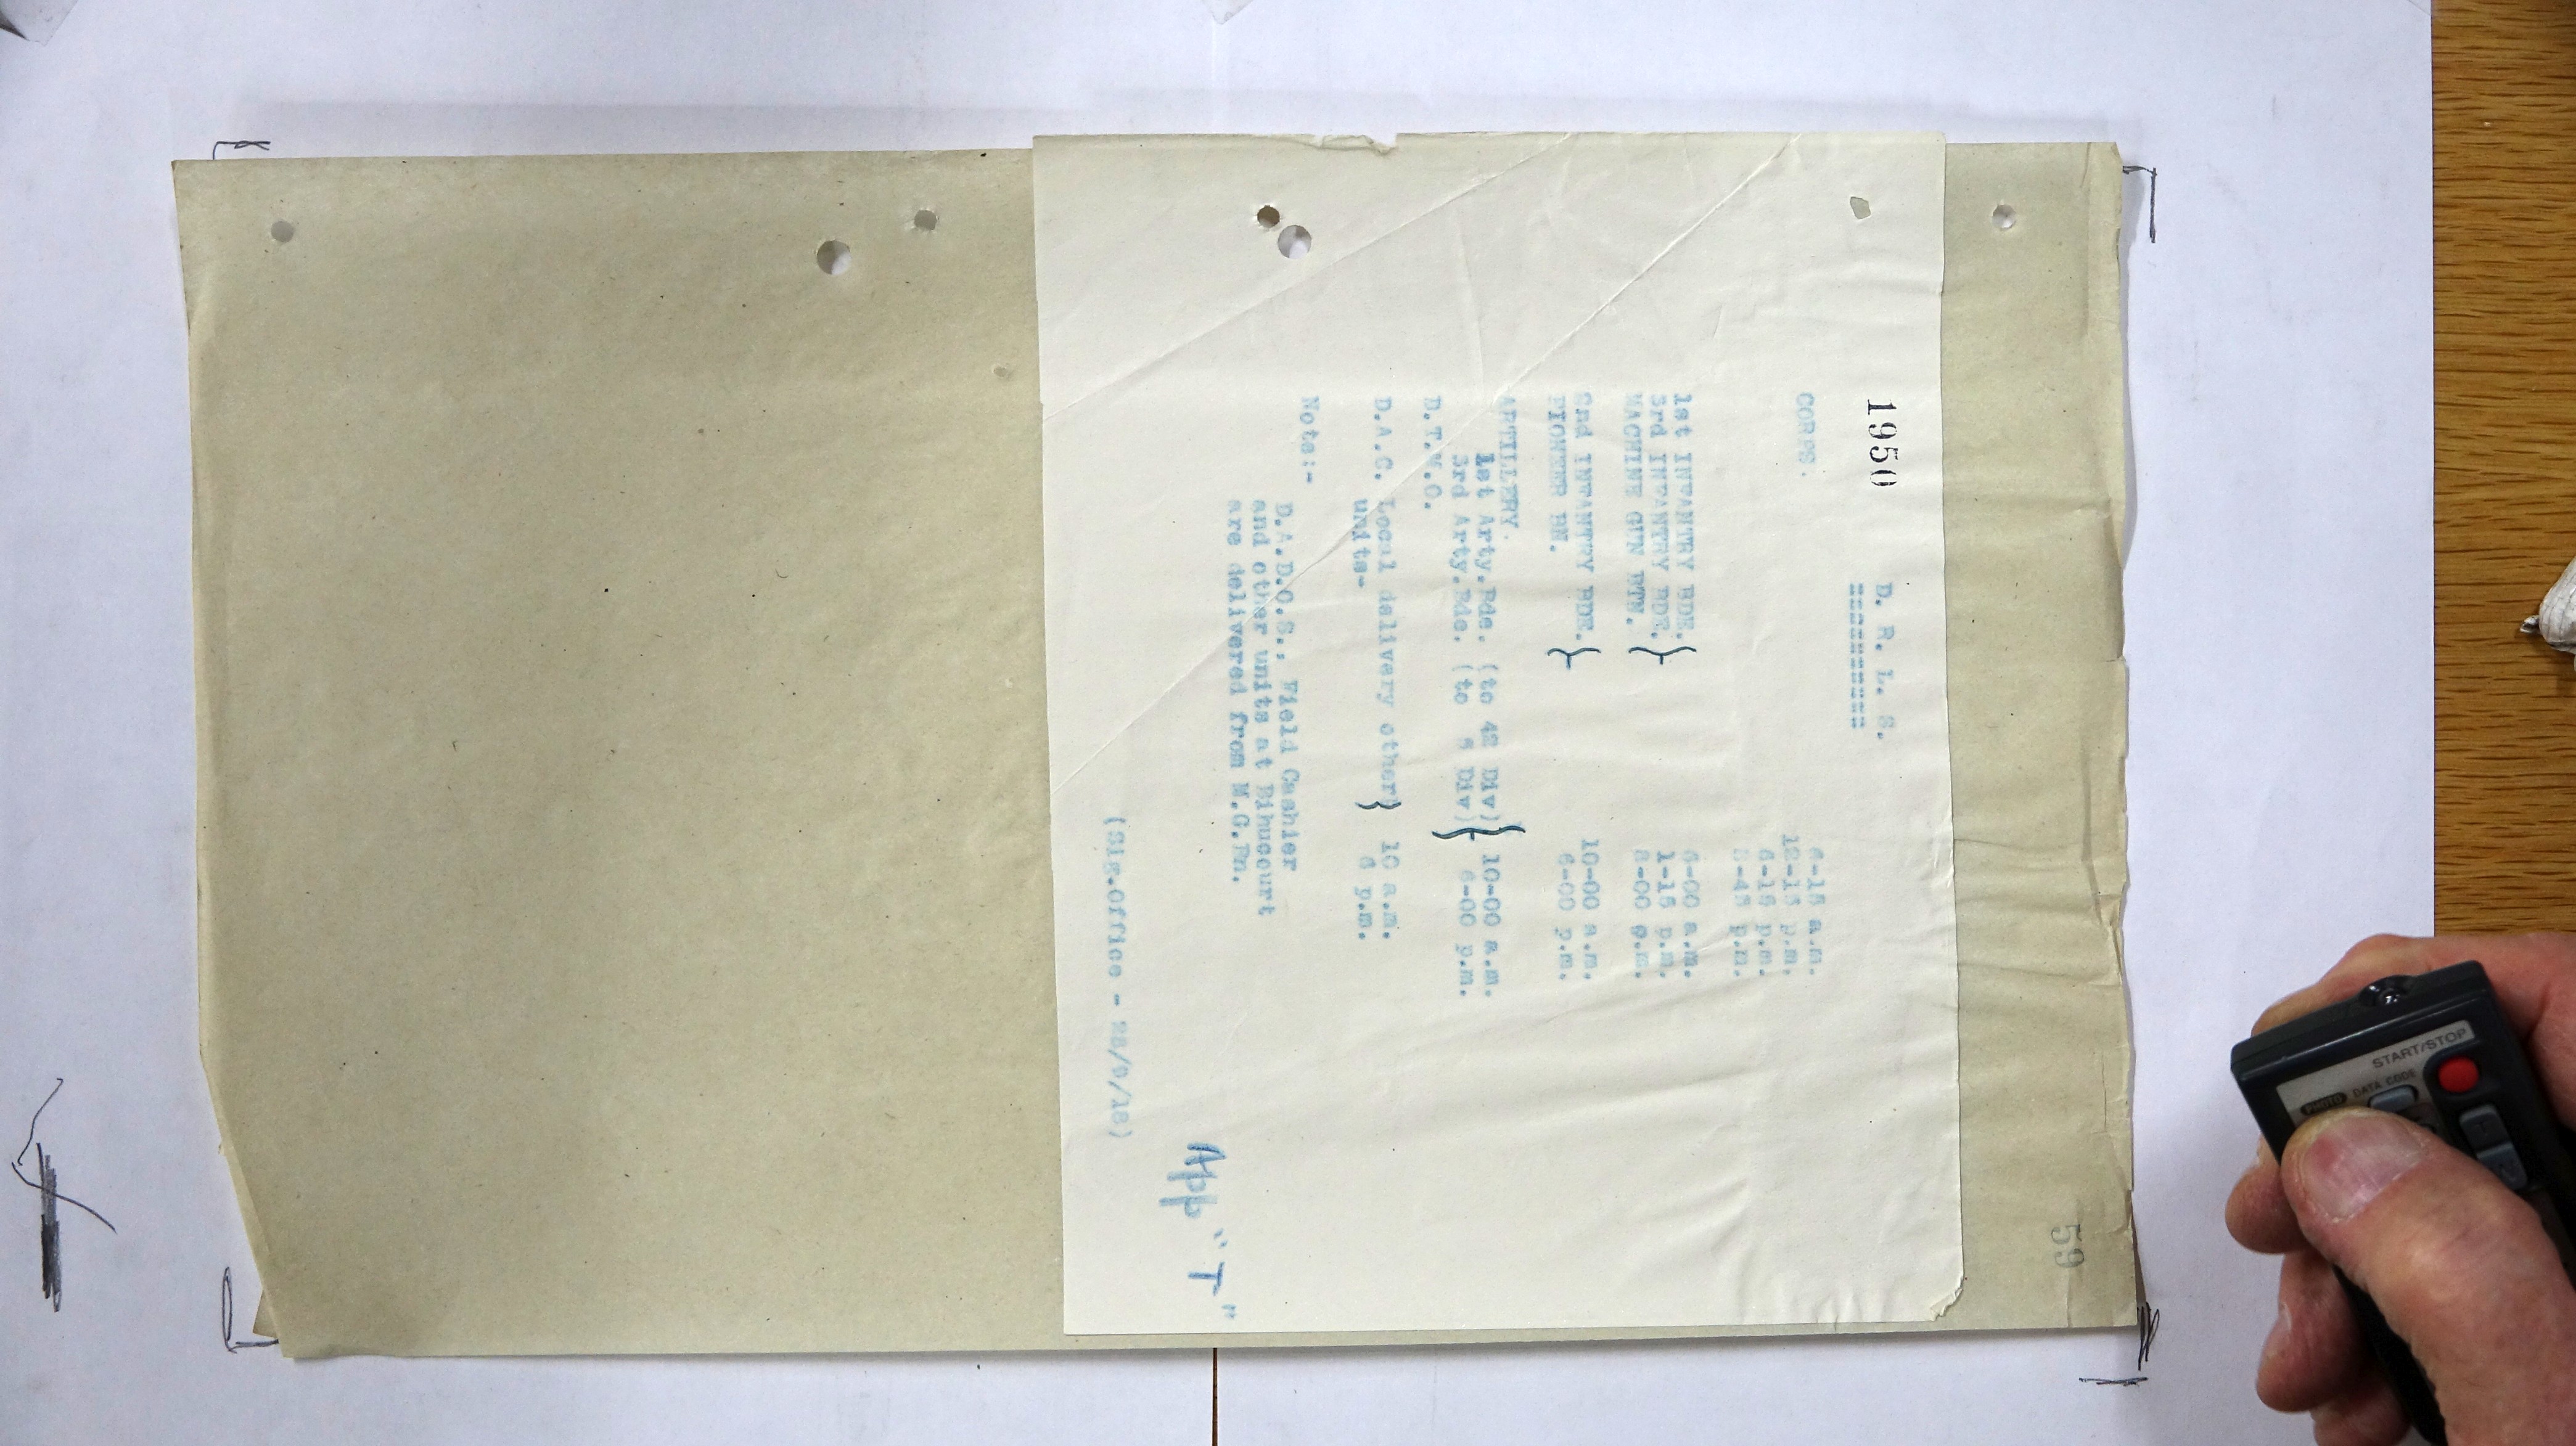 59
1950
D. R. L. S.
==========
CORPS.
6-15 a.m.
12-15 p.m.
6-15 p.m.
-45 p.m.
1st INFANTRY BDE. } 6-00 a.m.
3rd INFANTRY BDE. } 1-15 p.m.
MACHINE GUN BTN. } 8-00 p.m.
2nd INFANTRY BDE. } 10-00 a.m.
PIONEER BN. } 6-00 p.m.
ARTILLERY.
1st Arty.Bde. (to 42 Div) } 10-00 a.m.
3rd Arty.Bde. (to 5 Div) } 6-00 p.m.
D.T.M.O.
D.A.C. Local delivery other} 10 a.m.
units- 6 p.m.
Note:-
D.A.D.O.S., Field Cashier
and other units at Bihucourt
are delivered from M.G.Bn.
(Sig.Office - 28/9/18)
App "T"
START/STOP
PHOTO DATA CODE